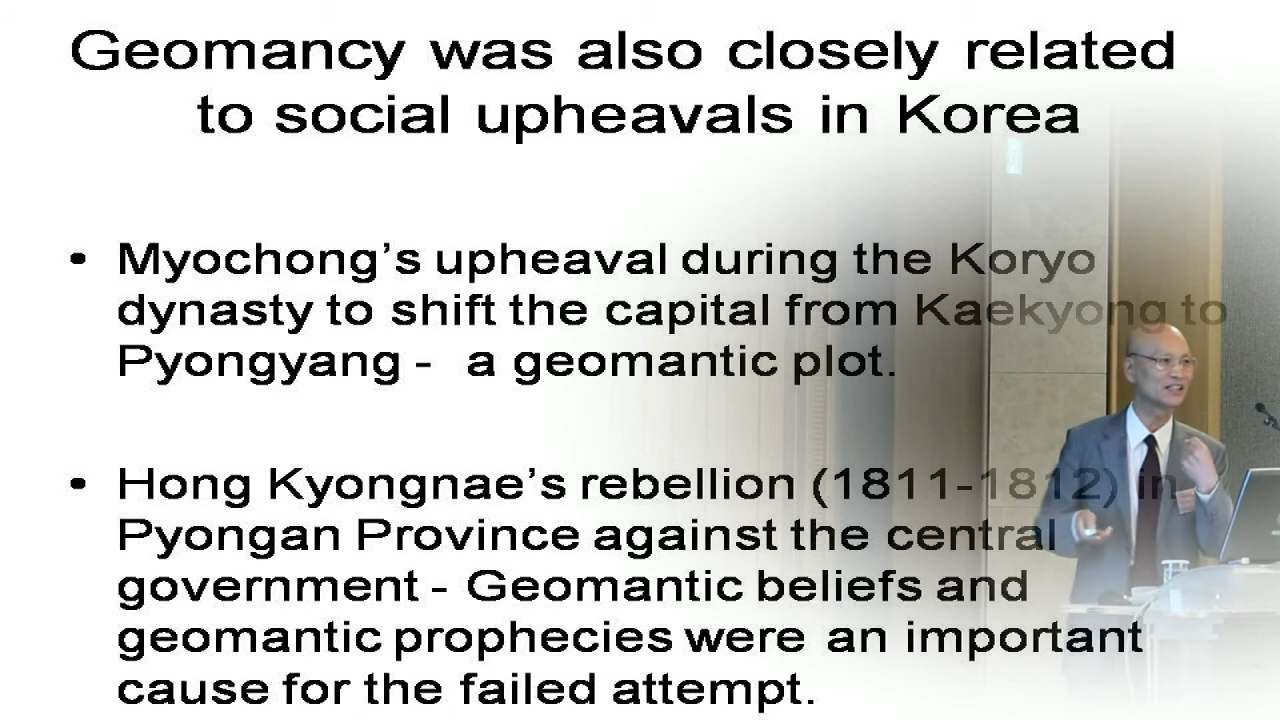 Geomancy was also closely related
to social upheavals in Korea
• Myochong's upheaval during the Koryo
dynasty to shift the capital from Kaekyong to
Pyongyang - a geomantic plot.
• Hong Kyongnae's rebellion (1811-1812) in
Pyongan Province against the central
government - Geomantic beliefs and
geomantic prophecies were an important
cause for the failed attempt.